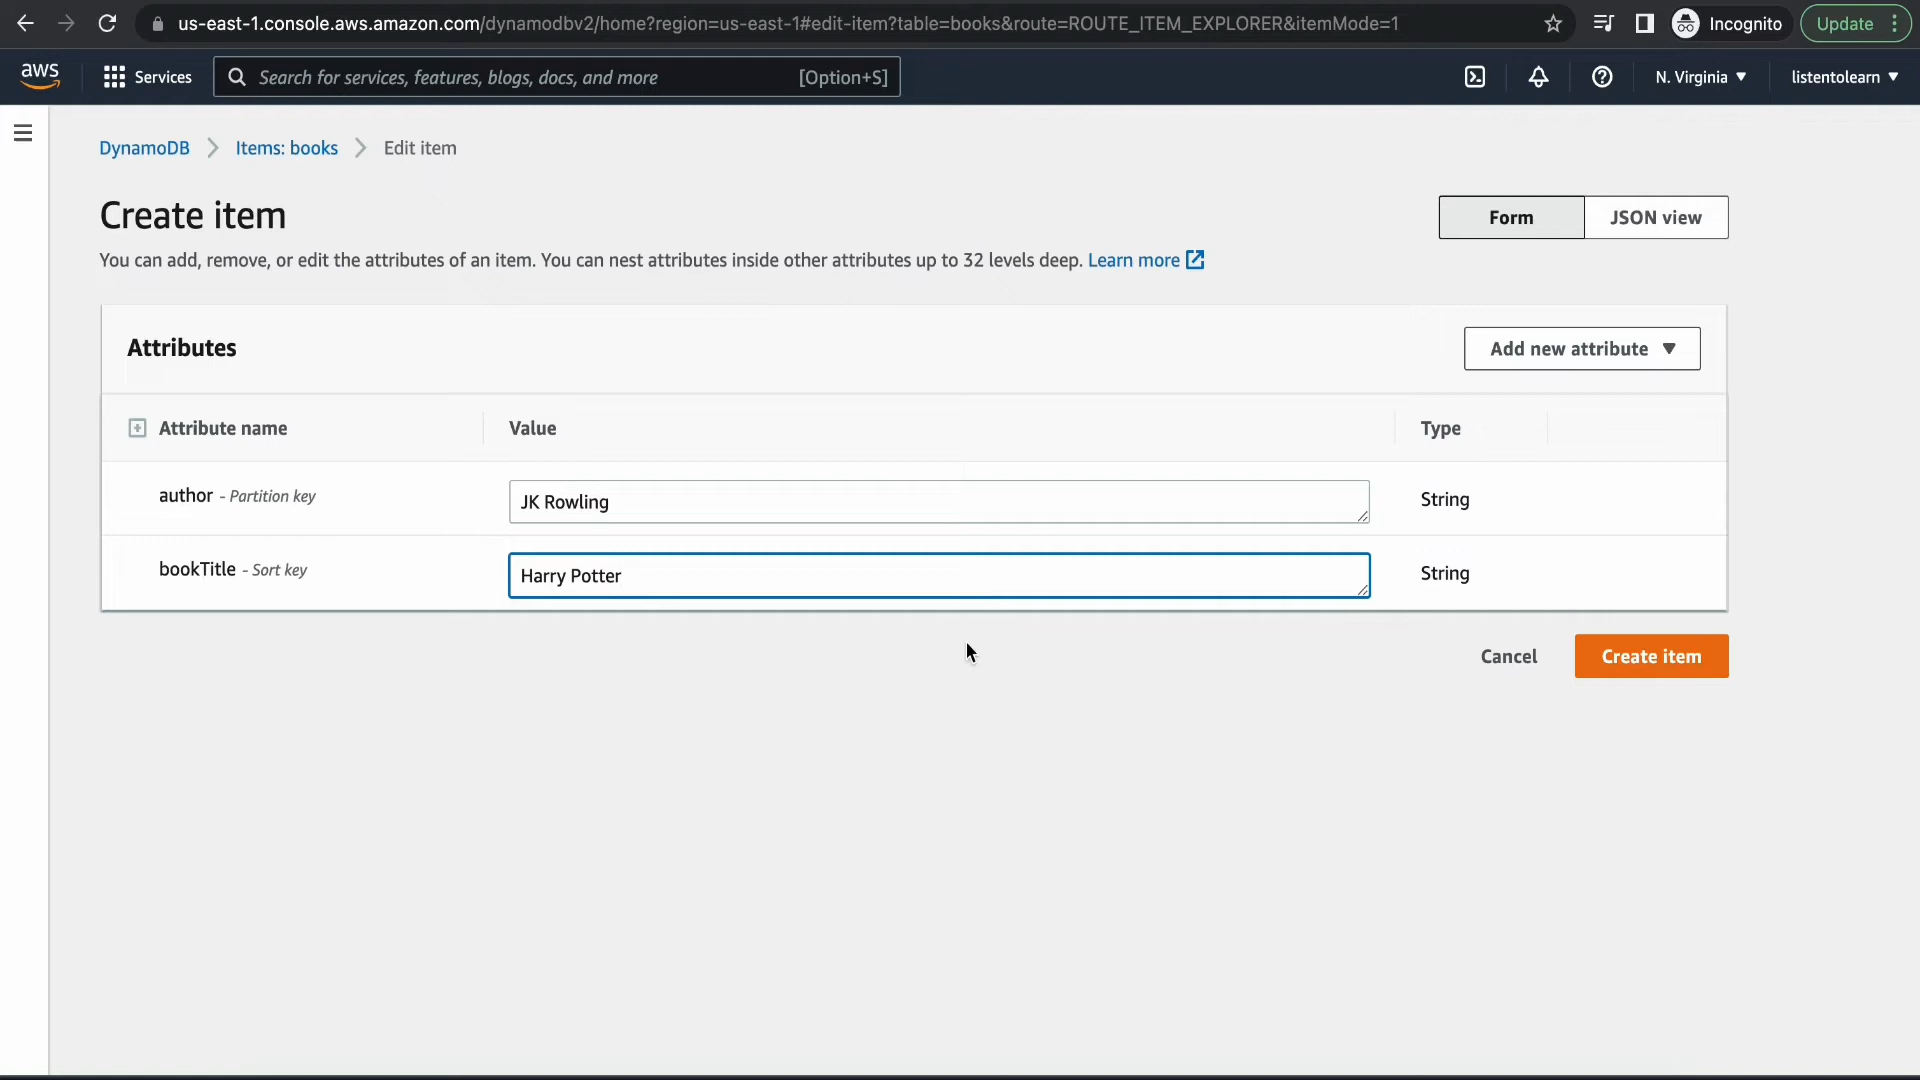 us-east-1.console.aws.amazon.com/dynamodbv2/home?region=us-east-1#edit-item?table=books&route=ROUTE_ITEM_EXPLORER&itemMode=1
Incognito
Update
aws
Services
Search for services, features, blogs, docs, and more
[Option+S]
N. Virginia
listentolearn
DynamoDB
Items: books
Edit item
Create item
Form
JSON view
You can add, remove, or edit the attributes of an item. You can nest attributes inside other attributes up to 32 levels deep. Learn more
Attributes
Add new attribute
Attribute name
Value
Type
author - Partition key
JK Rowling
String
bookTitle - Sort key
Harry Potter
String
Cancel
Create item